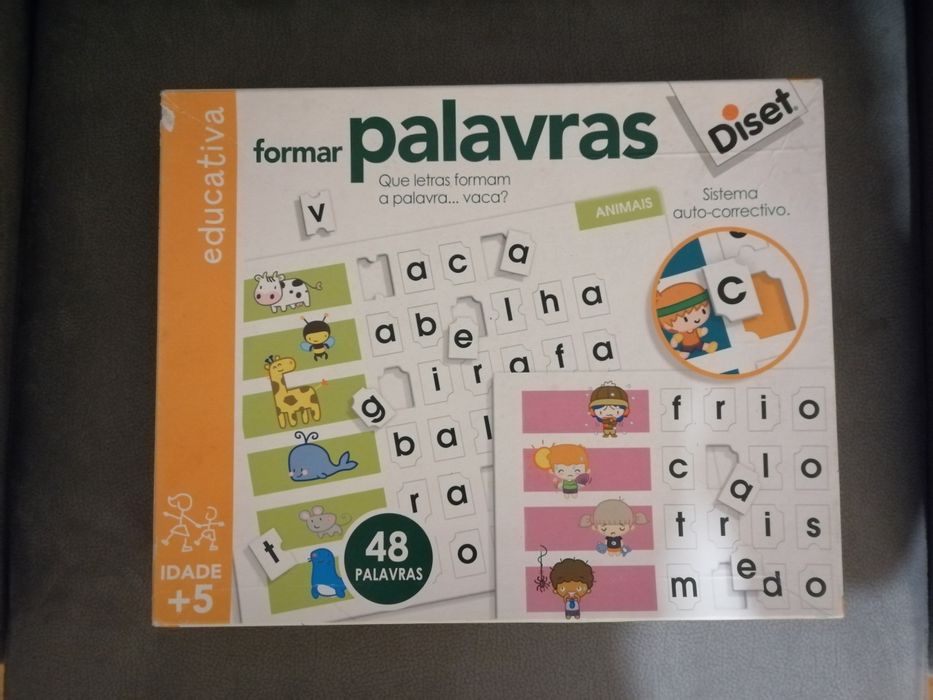 educativa
formar palavras
Diset
Que letras formam
a palavra... vaca?
Sistema
auto-correctivo.
ANIMAIS
v
a c a
a b e l h a
g i r a f a
b a l
t r a
o
c
f r i o
c a l o
t r i s
m e d o
48
PALAVRAS
IDADE
+5